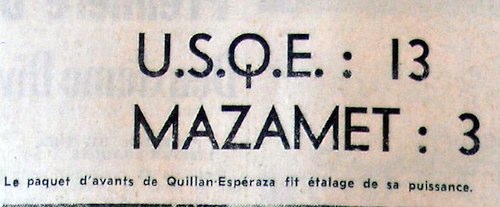 U.S.Q.E. : 13
MAZAMET : 3
Le paquet d'avants de Quillan-Espéraza fit étalage de sa puissance.